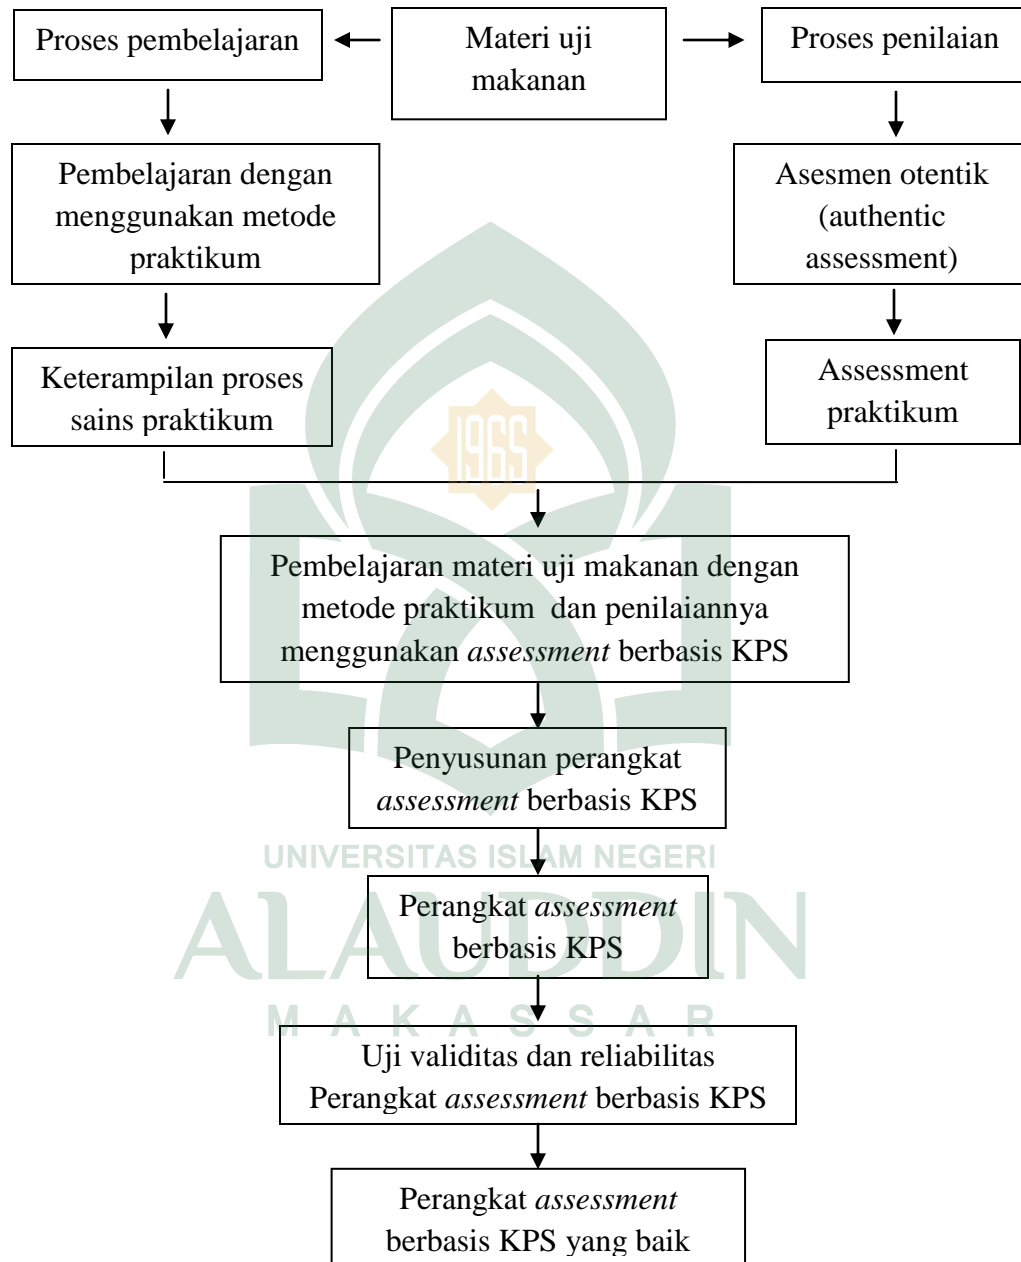 Proses pembelajaran
Materi uji
makanan
Proses penilaian
Pembelajaran dengan
menggunakan metode
praktikum
Asesmen otentik
(authentic
assessment)
Keterampilan proses
sains praktikum
Assessment
praktikum
1965
Pembelajaran materi uji makanan dengan
metode praktikum dan penilaiannya
menggunakan assessment berbasis KPS
Penyusunan perangkat
assessment berbasis KPS
UNIVERSITAS ISLAM NEGERI
Perangkat assessment
berbasis KPS
ALAUDDIN
MAKASSAR
Uji validitas dan reliabilitas
Perangkat assessment berbasis KPS
Perangkat assessment
berbasis KPS yang baik